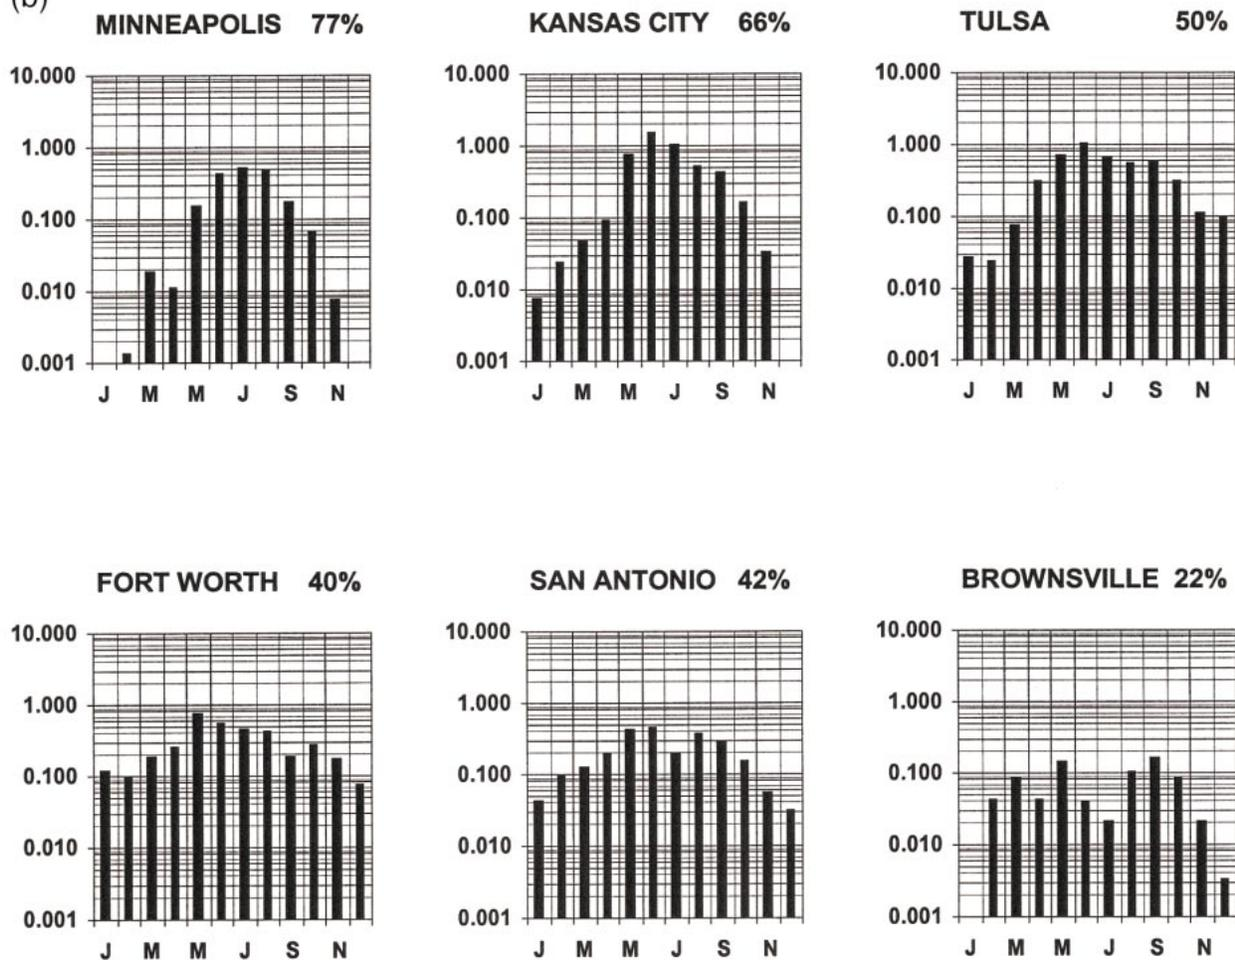 (b)
MINNEAPOLIS 77%
10.000
1.000
0.100
0.010
0.001
J M M J S N
KANSAS CITY 66%
10.000
1.000
0.100
0.010
0.001
J M M J S N
TULSA 50%
10.000
1.000
0.100
0.010
0.001
J M M J S N
FORT WORTH 40%
10.000
1.000
0.100
0.010
0.001
J M M J S N
SAN ANTONIO 42%
10.000
1.000
0.100
0.010
0.001
J M M J S N
BROWNSVILLE 22%
10.000
1.000
0.100
0.010
0.001
J M M J S N